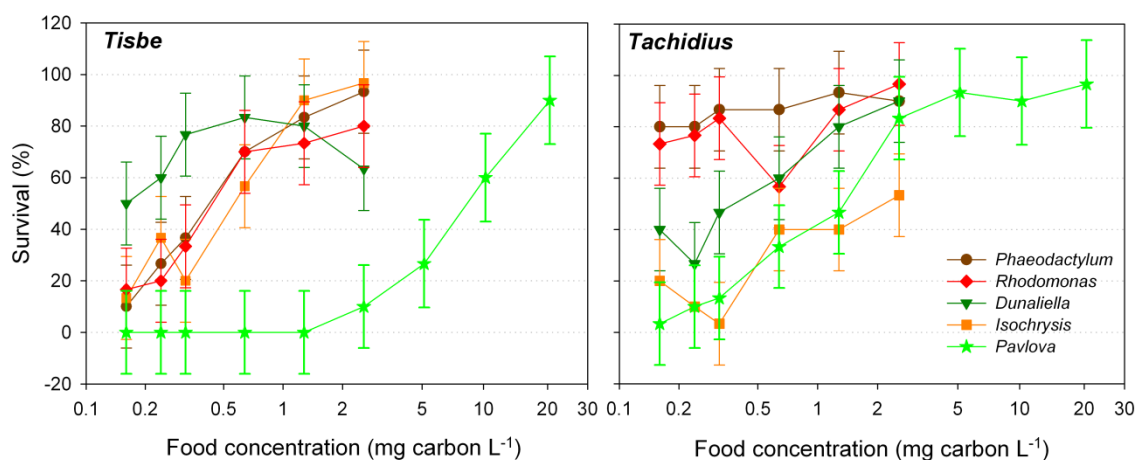 Tisbe
Tachidius
Survival (%)
120
100
80
60
40
20
0
-20
0.1 0.2 0.5 1 2 5 10 20 30
0.1 0.2 0.5 1 2 5 10 20 30
Food concentration (mg carbon L⁻¹)
Food concentration (mg carbon L⁻¹)
Phaeodactylum
Rhodomonas
Dunaliella
Isochrysis
Pavlova